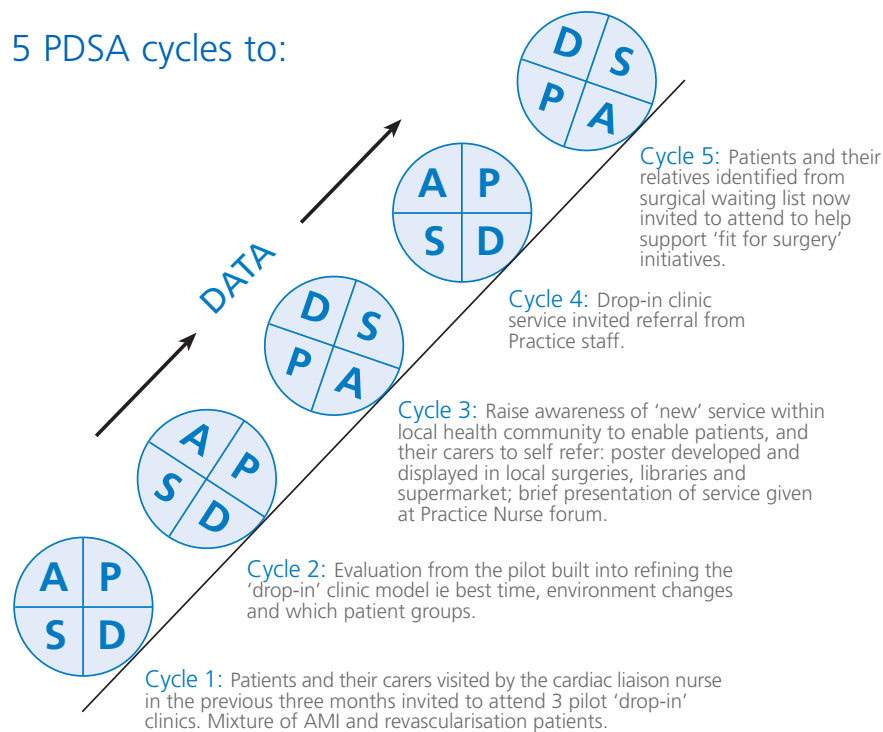 5 PDSA cycles to:
D S
P A
Cycle 5: Patients and their
relatives identified from
surgical waiting list now
invited to attend to help
support ‘fit for surgery’
initiatives.
A P
S D
Cycle 4: Drop-in clinic
service invited referral from
Practice staff.
DATA
D S
P A
Cycle 3: Raise awareness of ‘new’ service within
local health community to enable patients, and
their carers to self refer: poster developed and
displayed in local surgeries, libraries and
supermarket; brief presentation of service given
at Practice Nurse forum.
A P
S D
Cycle 2: Evaluation from the pilot built into refining the
‘drop-in’ clinic model ie best time, environment changes
and which patient groups.
A P
S D
Cycle 1: Patients and their carers visited by the cardiac liaison nurse
in the previous three months invited to attend 3 pilot ‘drop-in’
clinics. Mixture of AMI and revascularisation patients.